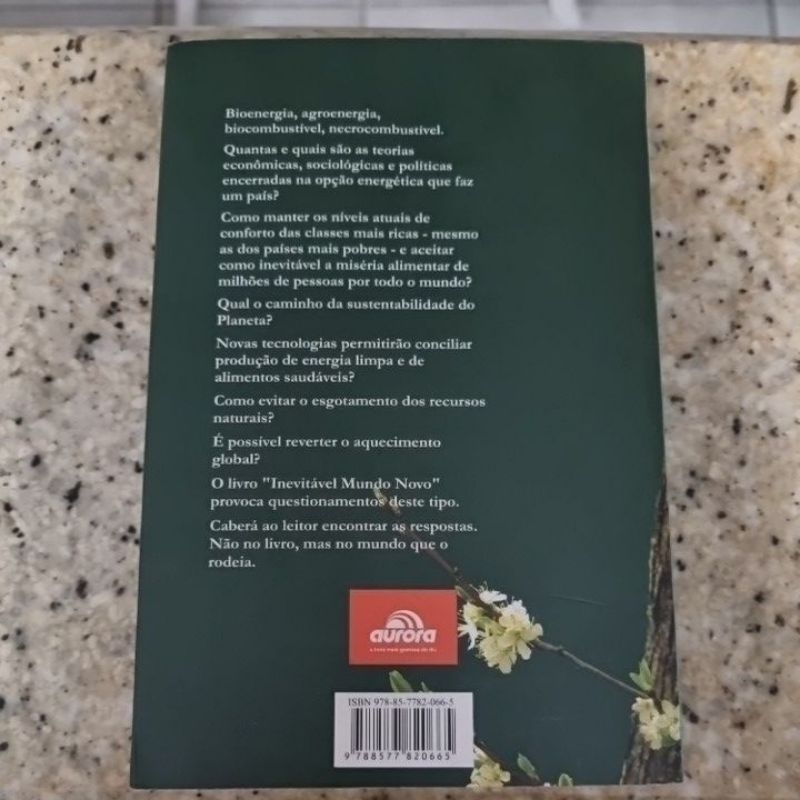 Bioenergia, agroenergia,
biocombustível, necrocombustível.
Quantas e quais são as teorias
econômicas, sociológicas e políticas
encerradas na opção energética que faz
um país?
Como manter os níveis atuais de
conforto das classes mais ricas - mesmo
as dos países mais pobres - e aceitar
como inevitável a miséria alimentar de
milhões de pessoas por todo o mundo?
Qual o caminho da sustentabilidade do
Planeta?
Novas tecnologias permitirão conciliar
produção de energia limpa e de
alimentos saudáveis?
Como evitar o esgotamento dos recursos
naturais?
É possível reverter o aquecimento
global?
O livro "Inevitável Mundo Novo"
provoca questionamentos deste tipo.
Caberá ao leitor encontrar as respostas.
Não no livro, mas no mundo que o
rodeia.
aurora
ISBN 978-85-7782-066-5
9 788577 820665